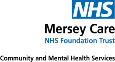 NHS
Mersey Care
NHS Foundation Trust
Community and Mental Health Services